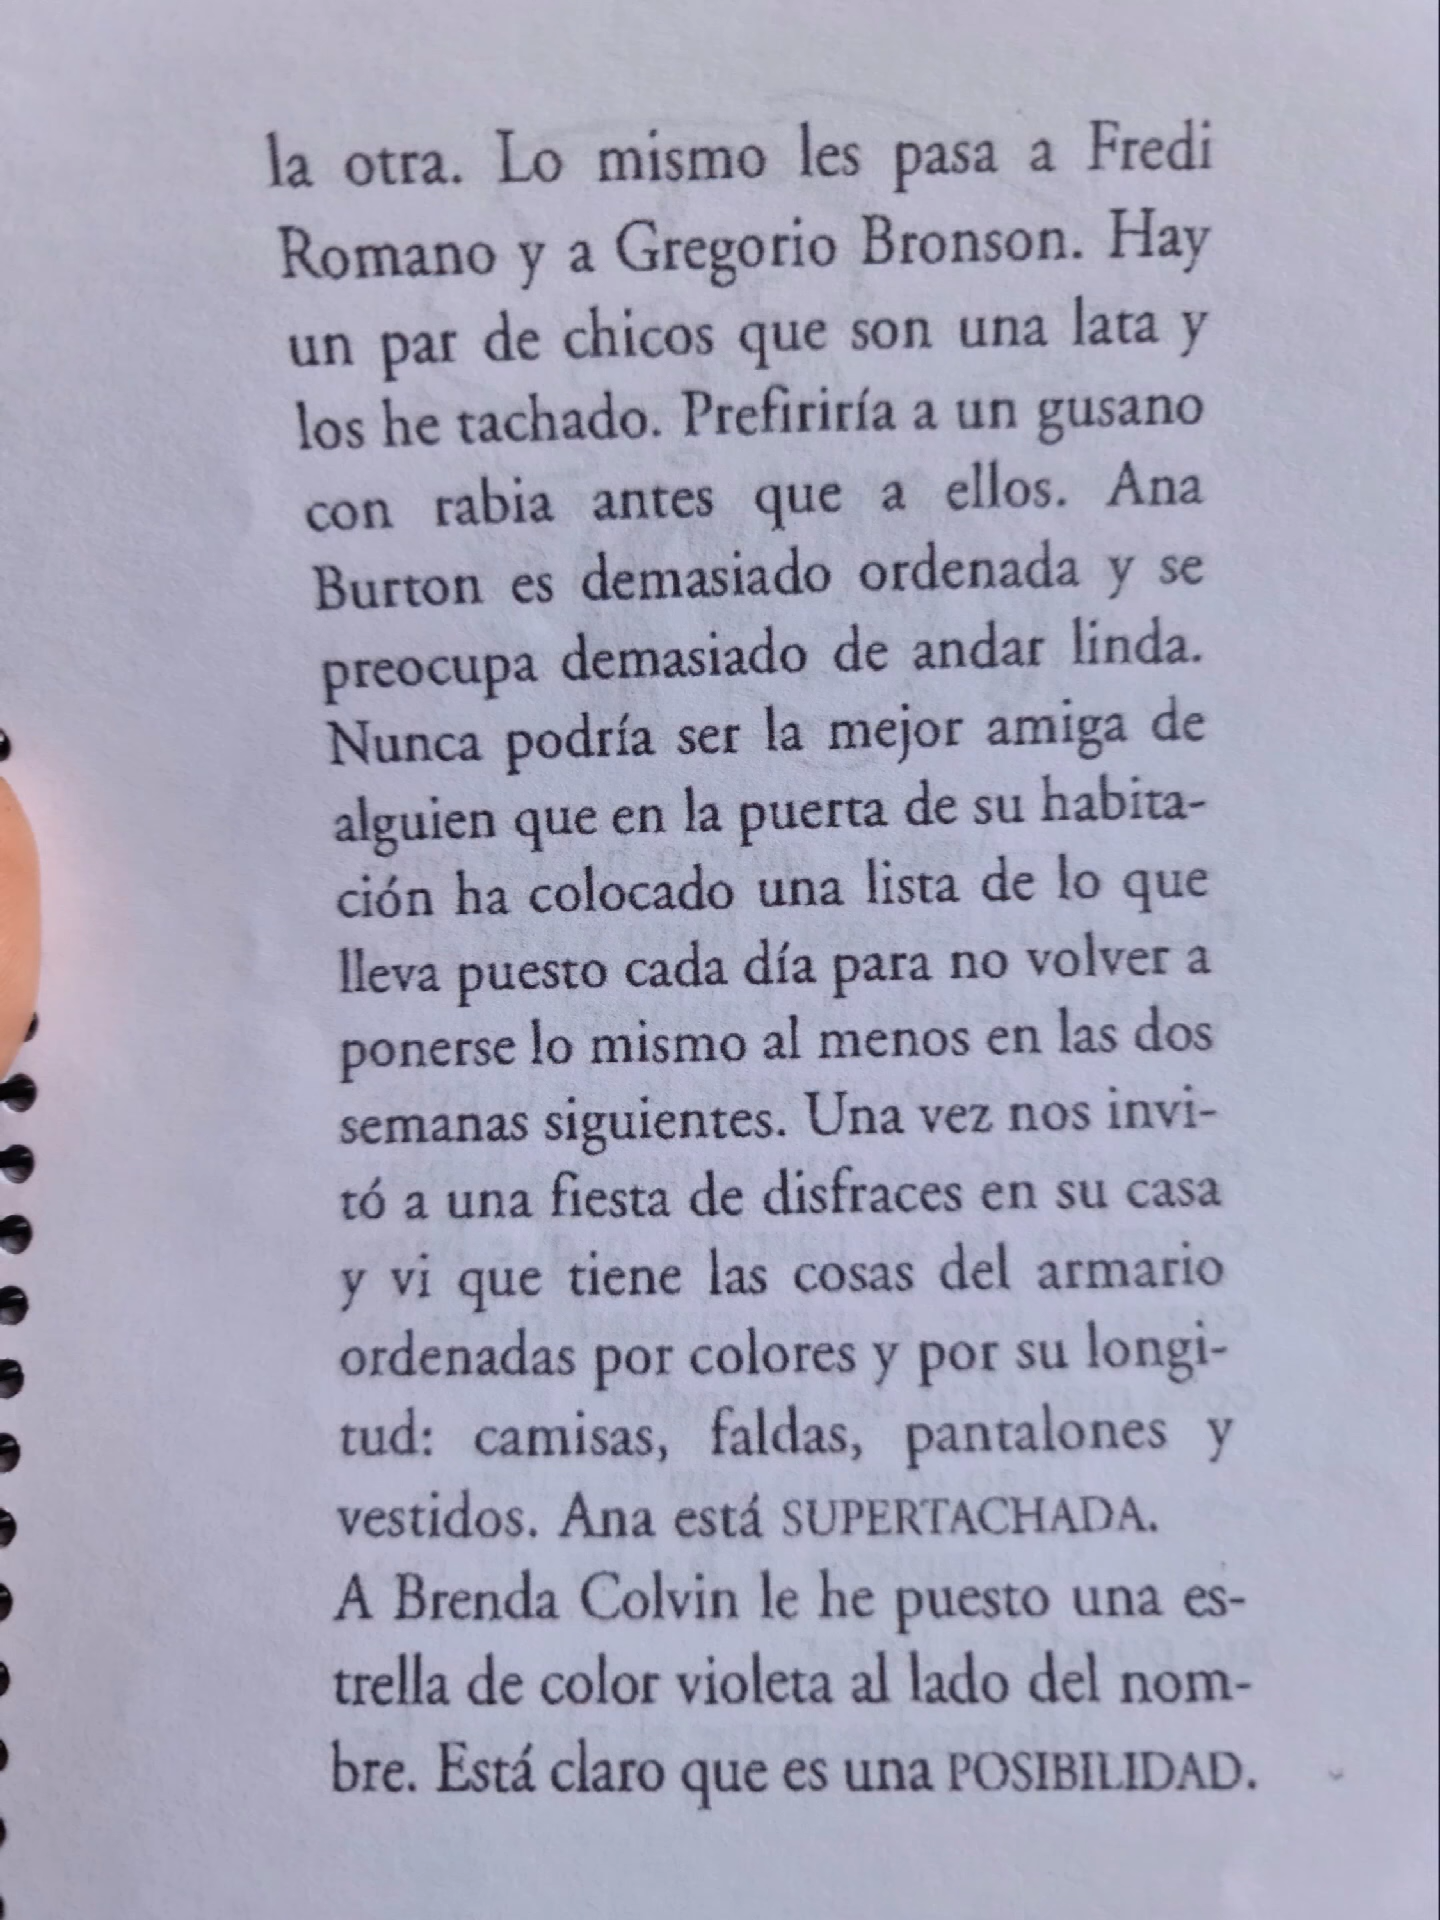 la otra. Lo mismo les pasa a Fredi
Romano y a Gregorio Bronson. Hay
un par de chicos que son una lata y
los he tachado. Prefiriría a un gusano
con rabia antes que a ellos. Ana
Burton es demasiado ordenada y se
preocupa demasiado de andar linda.
Nunca podría ser la mejor amiga de
alguien que en la puerta de su habita-
ción ha colocado una lista de lo que
lleva puesto cada día para no volver a
ponerse lo mismo al menos en las dos
semanas siguientes. Una vez nos invi-
tó a una fiesta de disfraces en su casa
y vi que tiene las cosas del armario
ordenadas por colores y por su longi-
tud: camisas, faldas, pantalones y
vestidos. Ana está SUPERTACHADA.
A Brenda Colvin le he puesto una es-
trella de color violeta al lado del nom-
bre. Está claro que es una POSIBILIDAD.